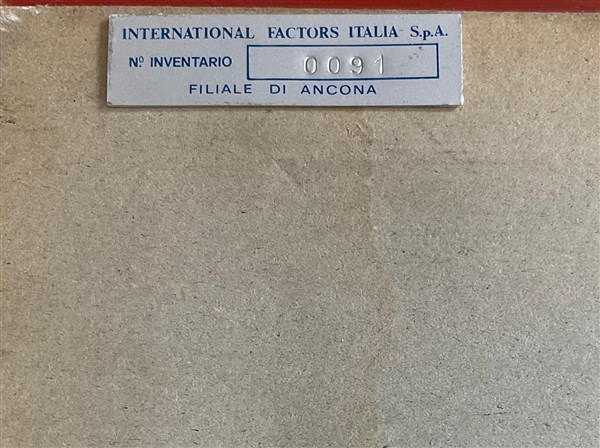 INTERNATIONAL FACTORS ITALIA S.p.A.
Nº INVENTARIO 0091
FILIALE DI ANCONA